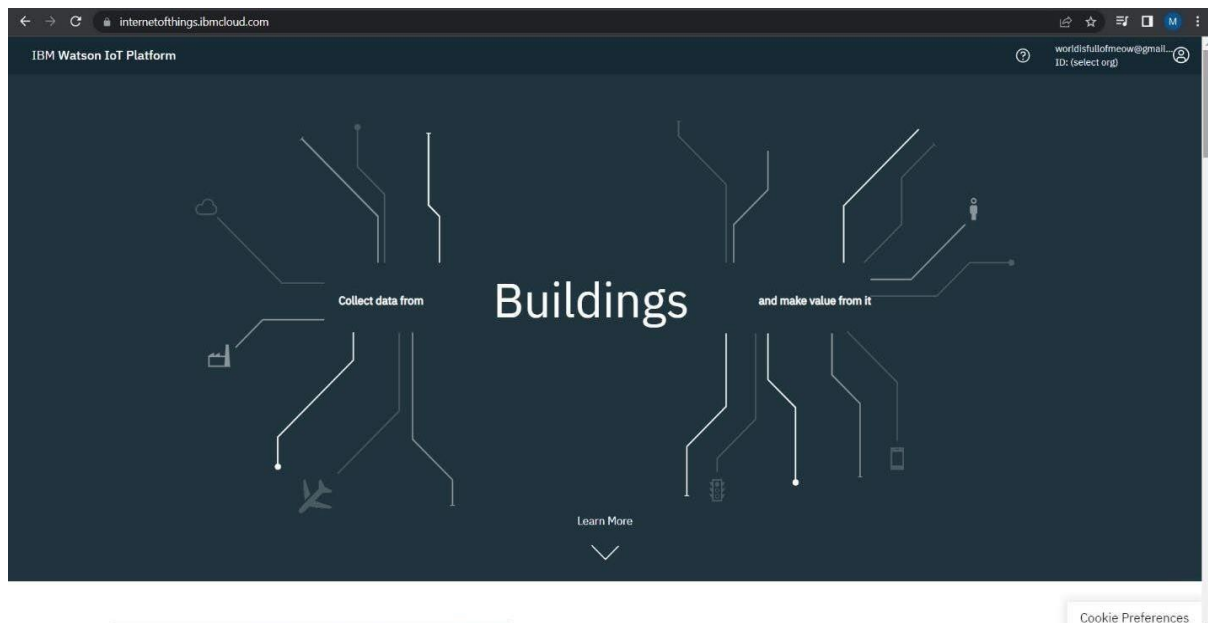 internetofthings.ibmcloud.com
M
IBM Watson IoT Platform
worldisfullofmeow@gmail...
ID: (select org)
Collect data from
Buildings
and make value from it
Learn More
Cookie Preferences